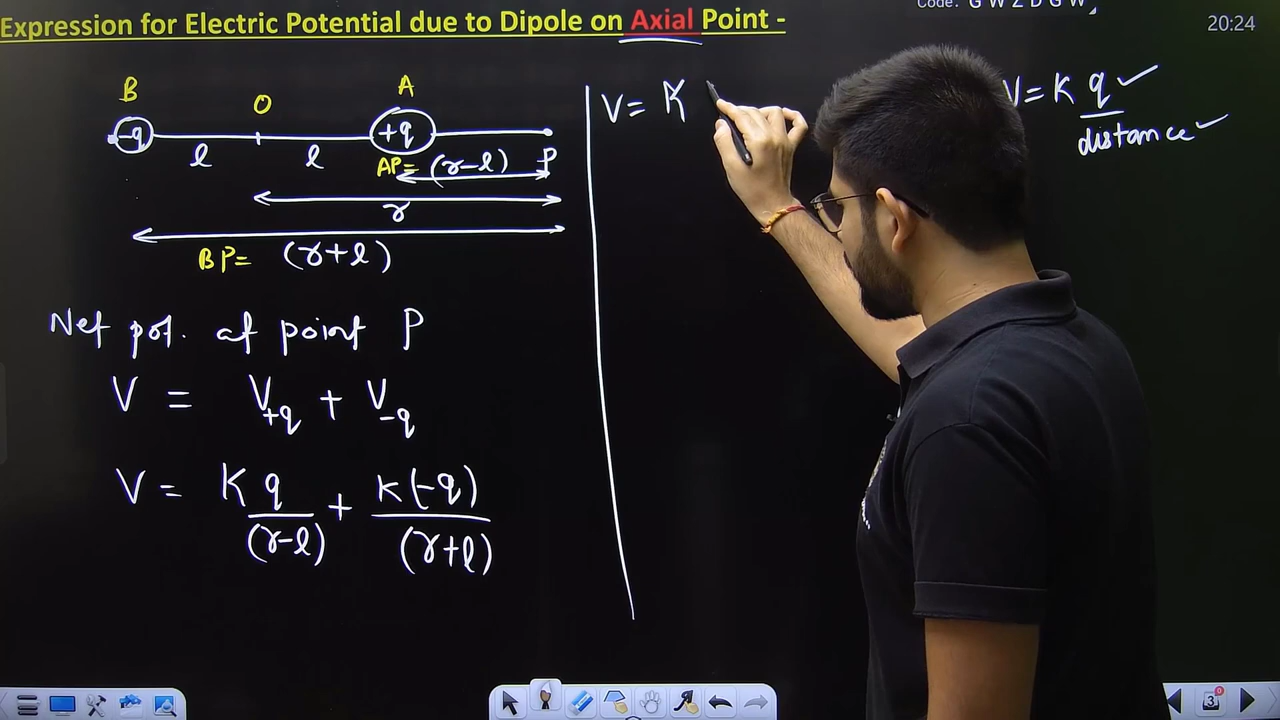 Expression for Electric Potential due to Dipole on Axial Point -
20:24
B
O
A
-q
+q
l
l
AP= (r-l)
P
r
BP= (r+l)
Net pot. at point P
V = V+q + V-q
V = K q/(r-l) + K(-q)/(r+l)
V = K
V = K q/distance
3